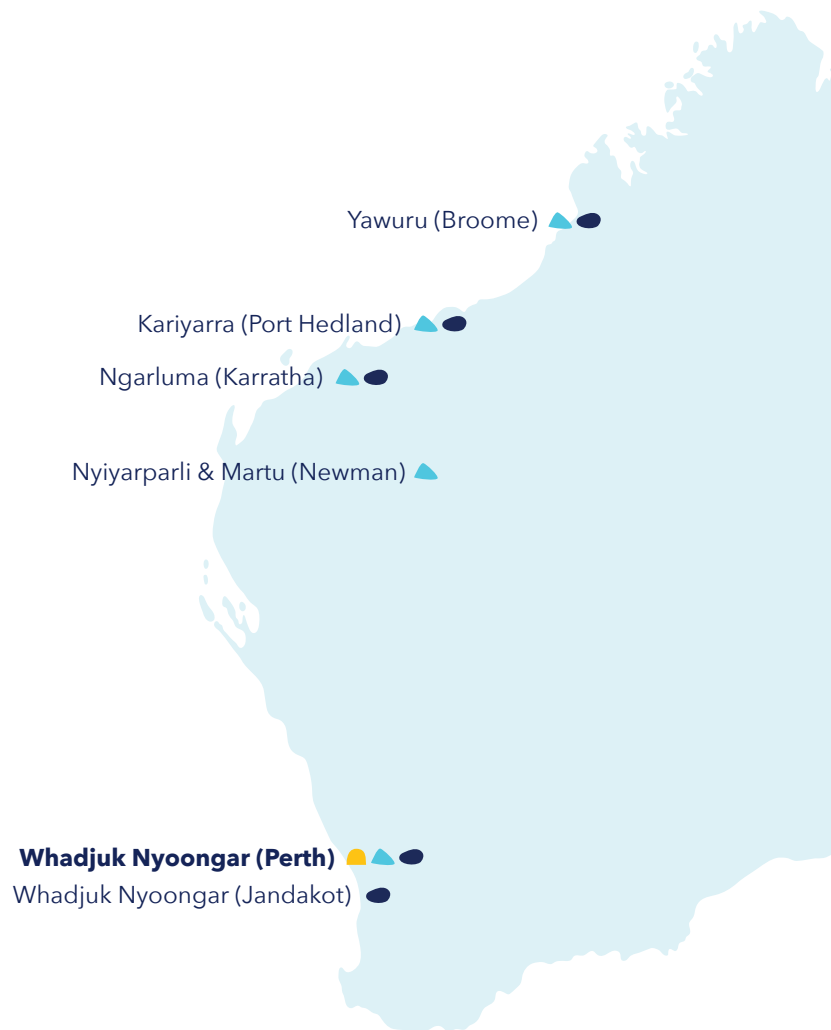 Yawuru (Broome)
Kariyarra (Port Hedland)
Ngarluma (Karratha)
Nyiyarparli & Martu (Newman)
Whadjuk Nyoongar (Perth)
Whadjuk Nyoongar (Jandakot)